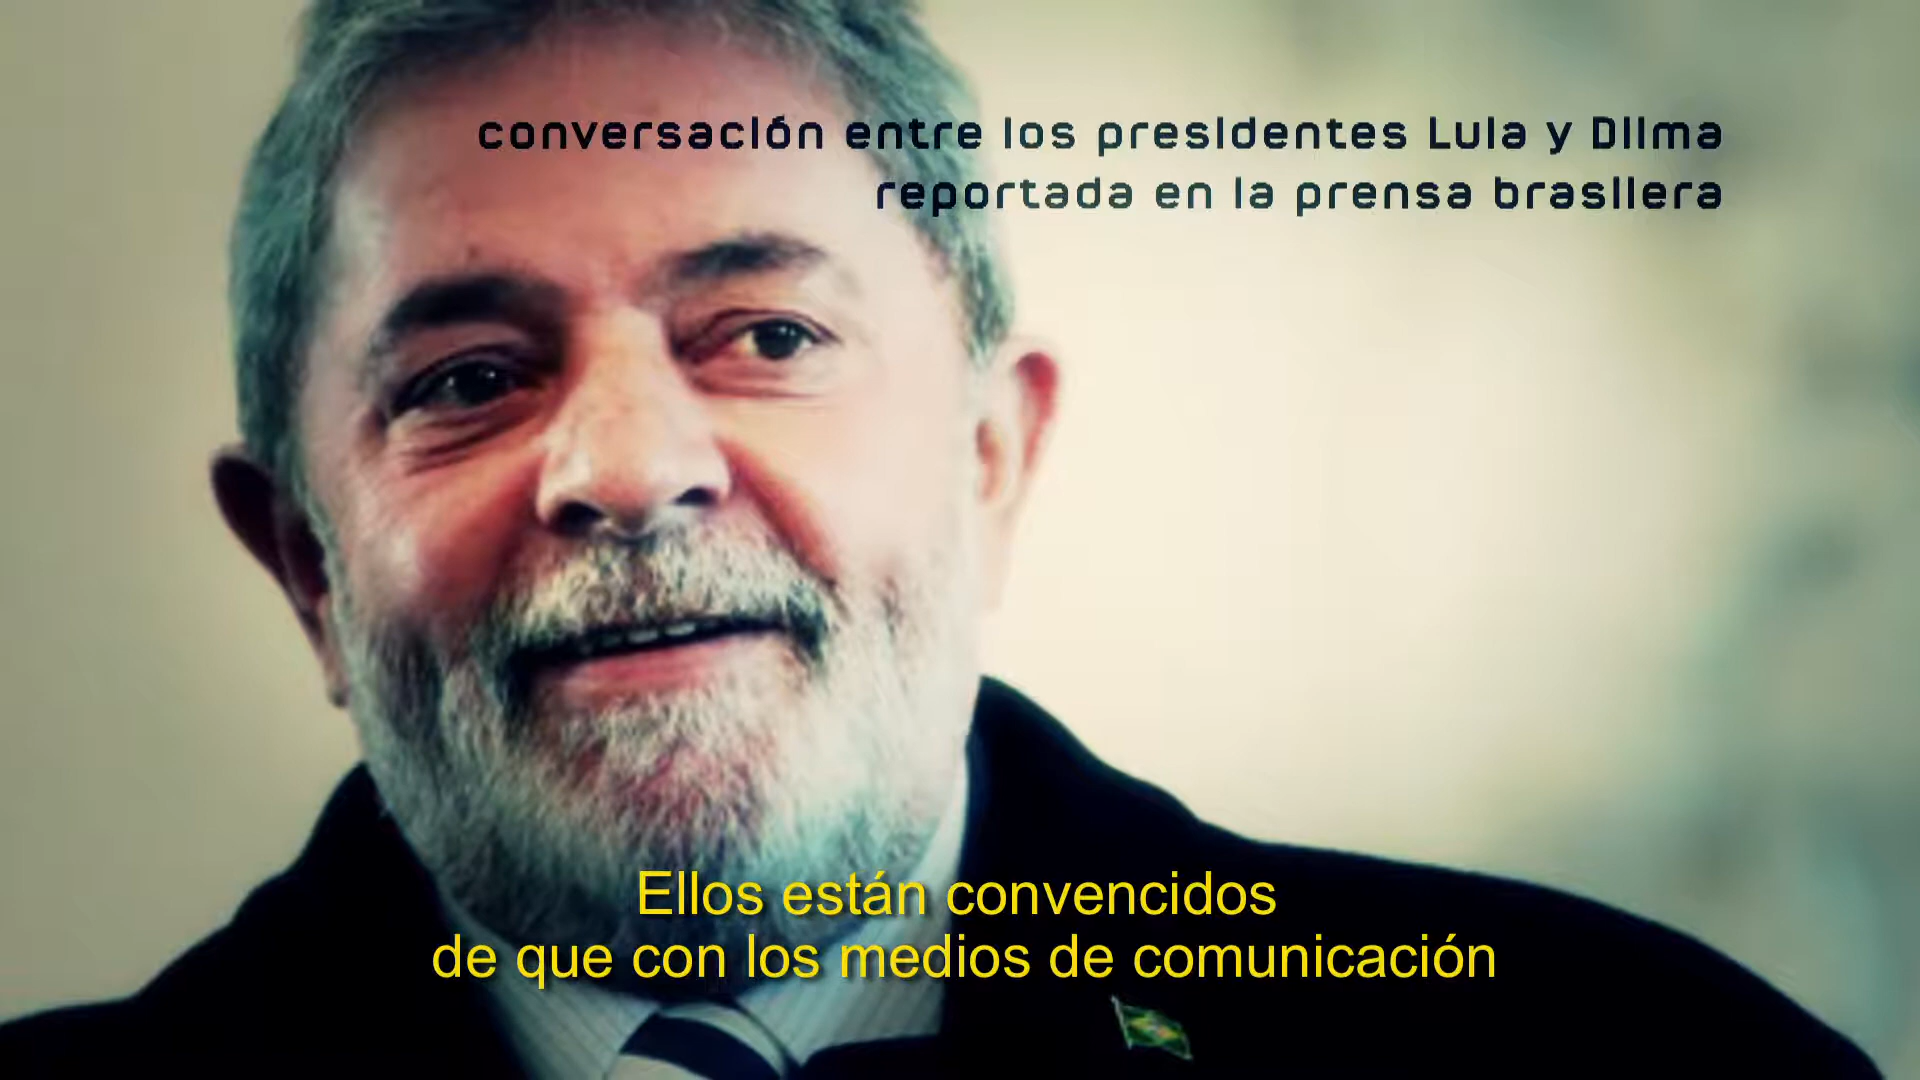 conversación entre los presidentes Lula y Dilma
reportada en la prensa brasilera
Ellos están convencidos
de que con los medios de comunicación